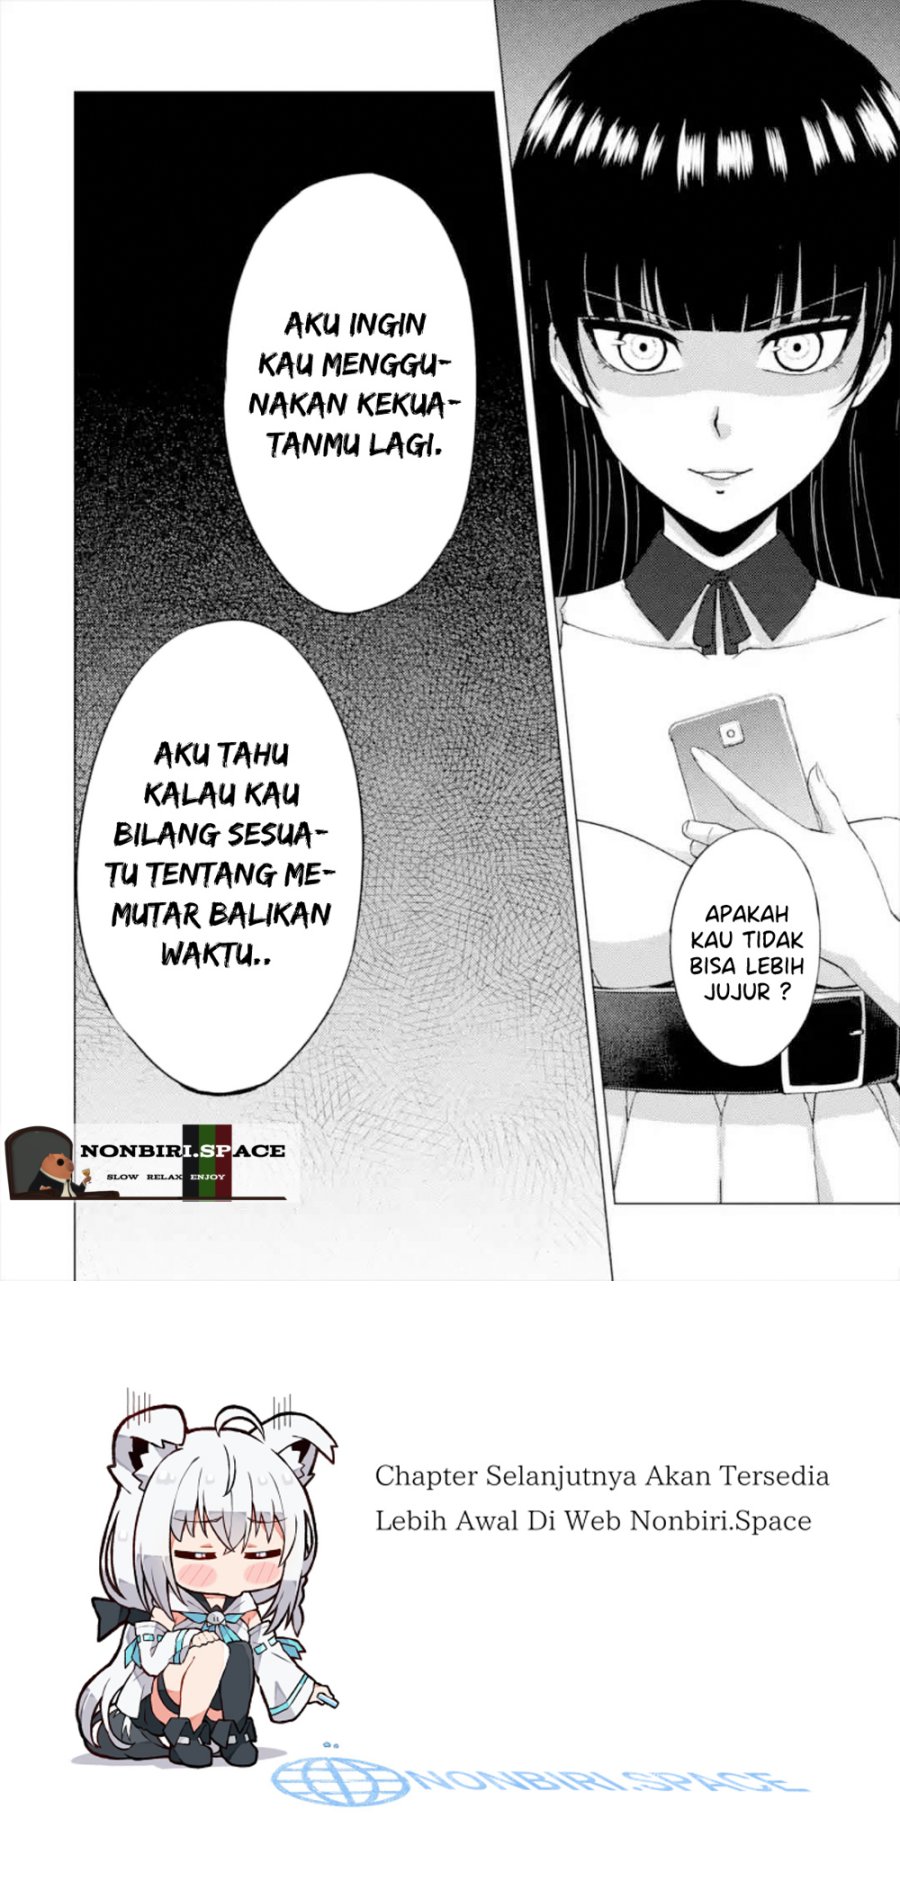 APAKAH
KAU TIDAK
BISA LEBIH
JUJUR ?
AKU INGIN
KAU MENGGU-
NAKAN KEKUA-
TANMU LAGI.
AKU TAHU
KALAU KAU
BILANG SESUA-
TU TENTANG ME-
MUTAR BALIKAN
WAKTU..
NONBIRI.SPACE
SLOW RELAX ENJOY
Chapter Selanjutnya Akan Tersedia
Lebih Awal Di Web Nonbiri.Space
NONBIRI.SPACE